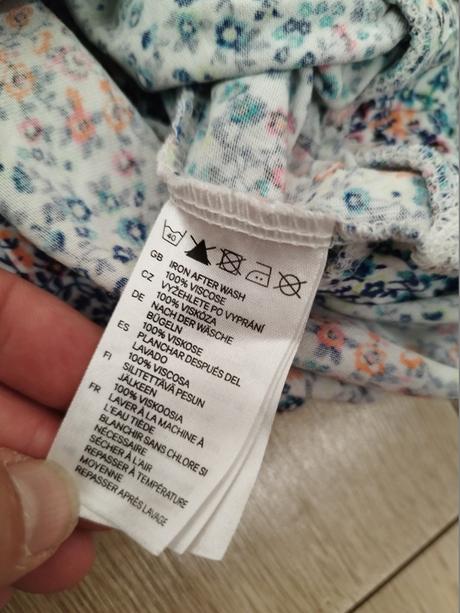 40
GB IRON AFTER WASH
100% VISCOSE
CZ VYŽEHLETE PO VYPRÁNÍ
100% VISKÓZA
DE NACH DER WÄSCHE
BÜGELN
100% VISKOSE
ES PLANCHAR DESPUÉS DEL
LAVADO
100% VISCOSA
FI SILITETTÄVÄ PESUN
JÄLKEEN
100% VISKOOSIA
FR LAVER À LA MACHINE À
L'EAU TIÈDE
BLANCHIR SANS CHLORE SI
NÉCESSAIRE
SÉCHER À L'AIR
REPASSER À TEMPÉRATURE
MOYENNE
REPASSER APRÈS LAVAGE